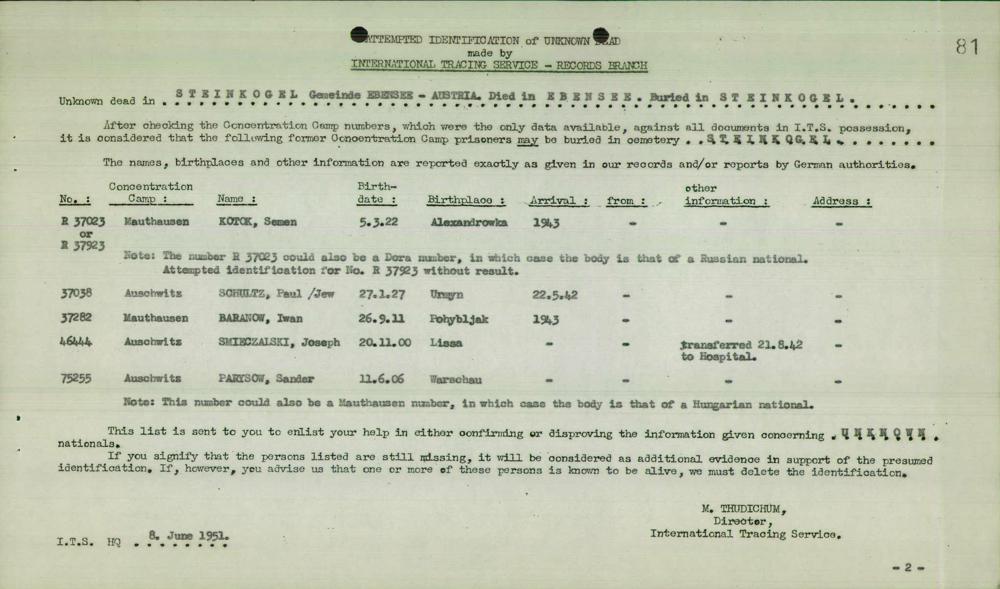 ATTEMPTED IDENTIFICATION of UNKNOWN DEAD
81
made by
INTERNATIONAL TRACING SERVICE - RECORDS BRANCH
Unknown dead in . STEINKOGEL Gemeinde EBENSEE - AUSTRIA. Died in EBENSEE. Buried in STEINKOGEL.
After checking the Concentration Camp numbers, which were the only data available, against all documents in I.T.S. possession,
it is considered that the following former Concentration Camp prisoners may be buried in cemetery . . STEINKOGEL. . . . . . . .
The names, birthplaces and other information are reported exactly as given in our records and/or reports by German authorities.
Concentration Birth- other
No. : Camp : Name : date : Birthplace : Arrival : from : information : Address :
R 37023 Mauthausen KOTOK, Semen 5.3.22 Alexandrowka 1943 - - -
or
R 37923
Note: The number R 37023 could also be a Dora number, in which case the body is that of a Russian national.
Attempted identification for No. R 37923 without result.
37038 Auschwitz SCHULTZ, Paul /Jew 27.1.27 Ursyn 22.5.42 - - -
37282 Mauthausen BARANOW, Iwan 26.9.11 Pohybljak 1943 - - -
46444 Auschwitz SMIECZALSKI, Joseph 20.11.00 Lissa - - transferred 21.8.42 -
to Hospital.
75255 Auschwitz PARYSOW, Sander 11.6.06 Warschau - - - -
Note: This number could also be a Mauthausen number, in which case the body is that of a Hungarian national.
This list is sent to you to enlist your help in either confirming or disproving the information given concerning . UNKNOWN .
nationals.
If you signify that the persons listed are still missing, it will be considered as additional evidence in support of the presumed
identification. If, however, you advise us that one or more of these persons is known to be alive, we must delete the identification.
M. THUDICHUM,
Director,
International Tracing Service.
I.T.S. HQ 8. June 1951.
- 2 -